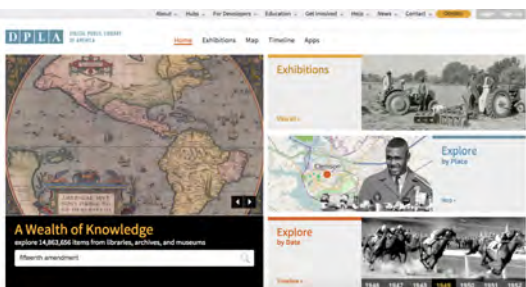 About Hubs For Developers Education Get Involved Help News Contact
DPLA DIGITAL PUBLIC LIBRARY
OF AMERICA
Home Exhibitions Map Timeline Apps
Exhibitions
View all »
Explore
by Place
Map »
A Wealth of Knowledge
explore 14,863,656 items from libraries, archives, and museums
fifteenth amendment
Explore
by Date
Timeline »
1946 1947 1948 1949 1950 1951 1952